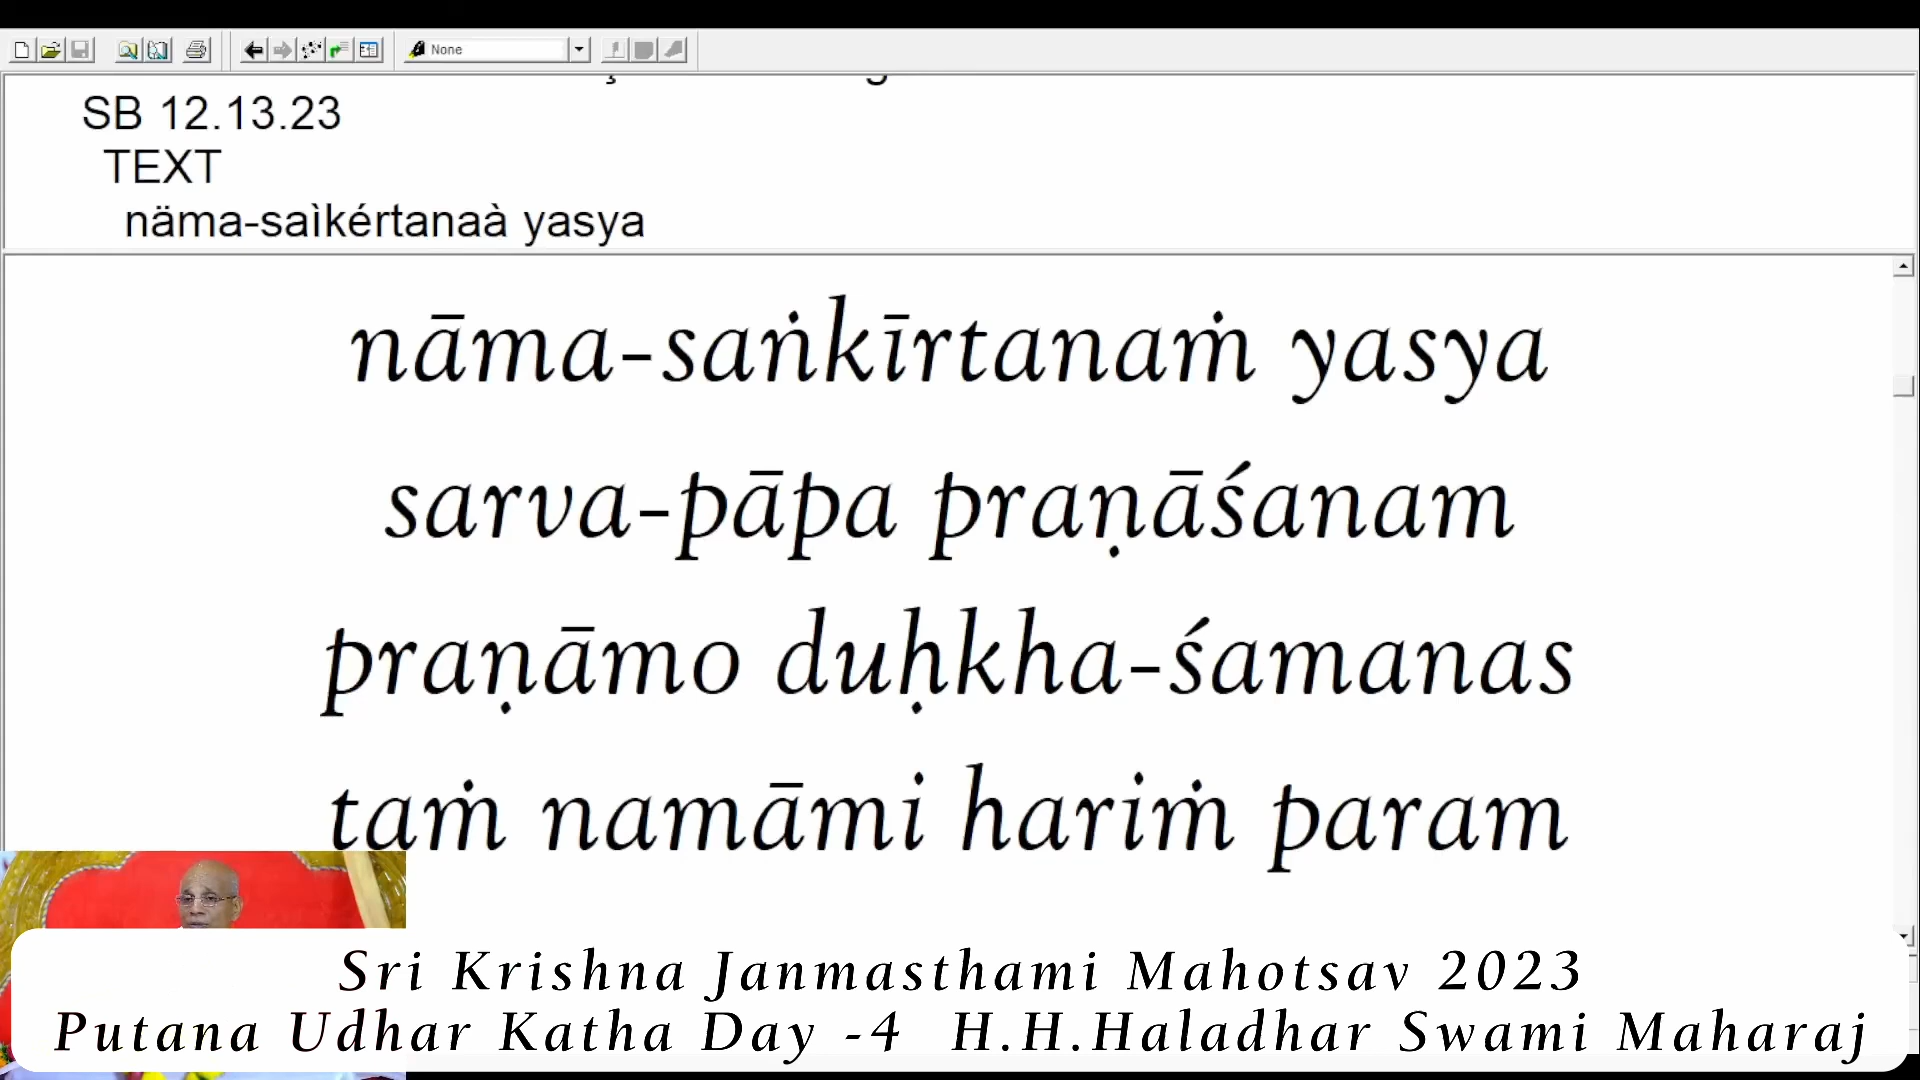 None
SB 12.13.23
TEXT
näma-saìkértanaà yasya
nāma-saṅkīrtanaṁ yasya
sarva-pāpa praṇāśanam
praṇāmo duḥkha-śamanas
taṁ namāmi hariṁ param
Sri Krishna Janmasthami Mahotsav 2023
Putana Udhar Katha Day -4 H.H.Haladhar Swami Maharaj